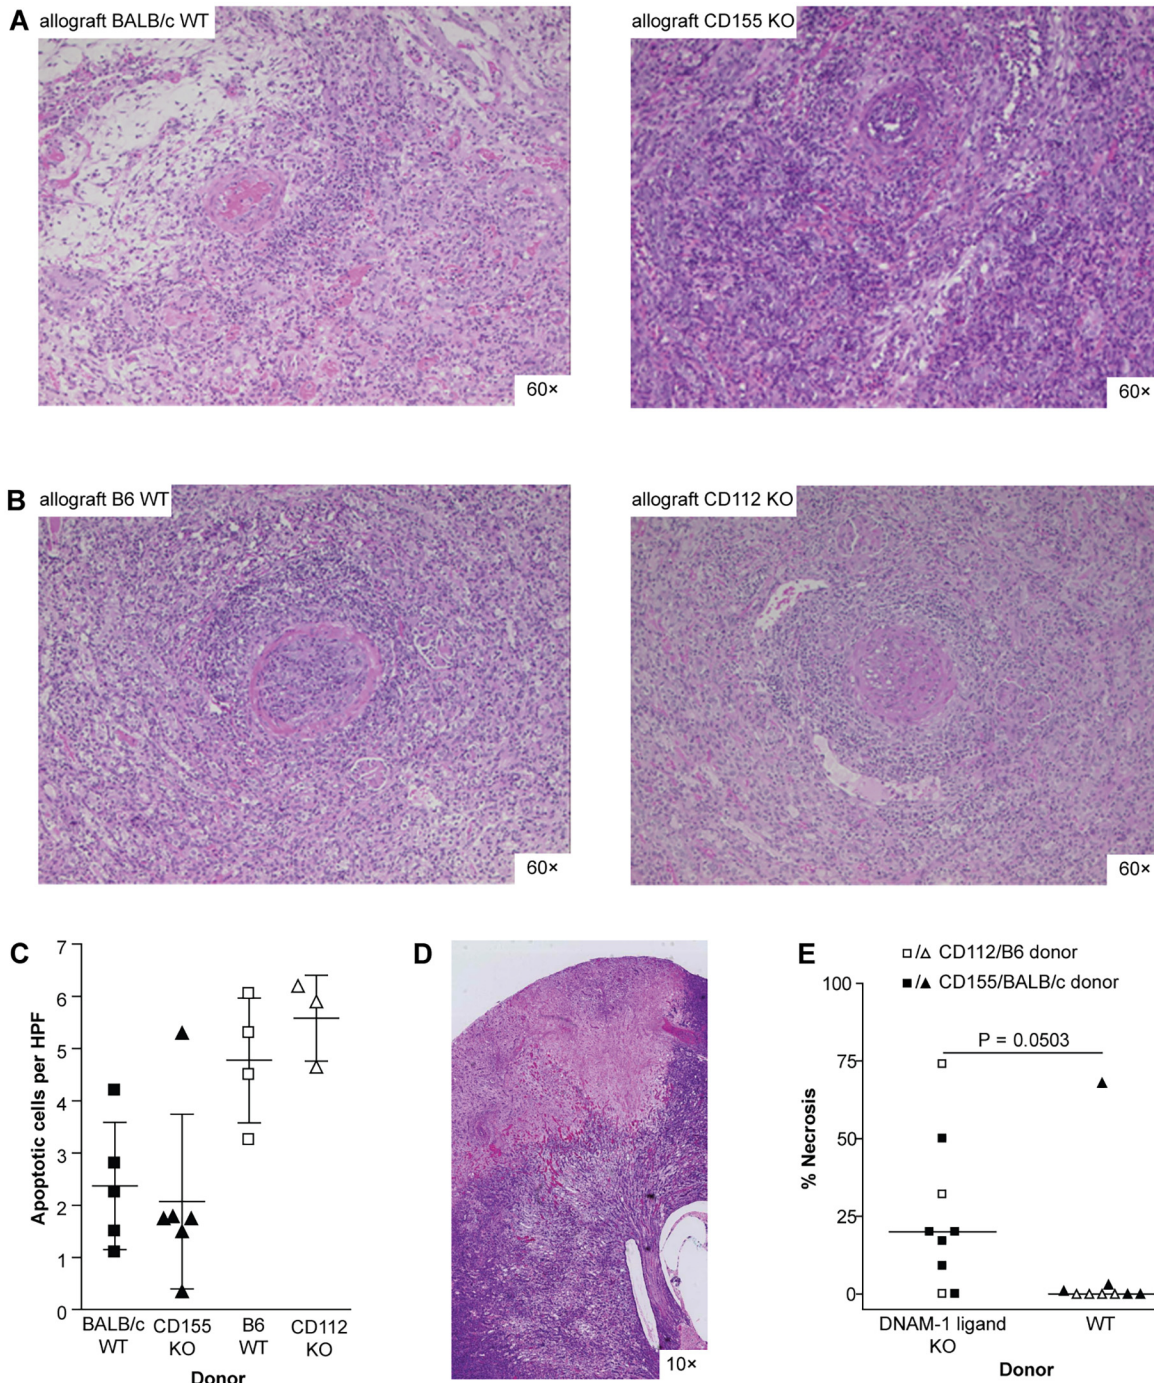 A allograft BALB/c WT
allograft CD155 KO
60×
60×
B allograft B6 WT
allograft CD112 KO
60×
60×
C
7
6
5
4
3
2
1
0
Apoptotic cells per HPF
BALB/c WT
CD155 KO
B6 WT
CD112 KO
Donor
D
10×
E
□/△ CD112/B6 donor
■/▲ CD155/BALB/c donor
100
75
50
25
0
% Necrosis
P = 0.0503
DNAM-1 ligand KO
WT
Donor